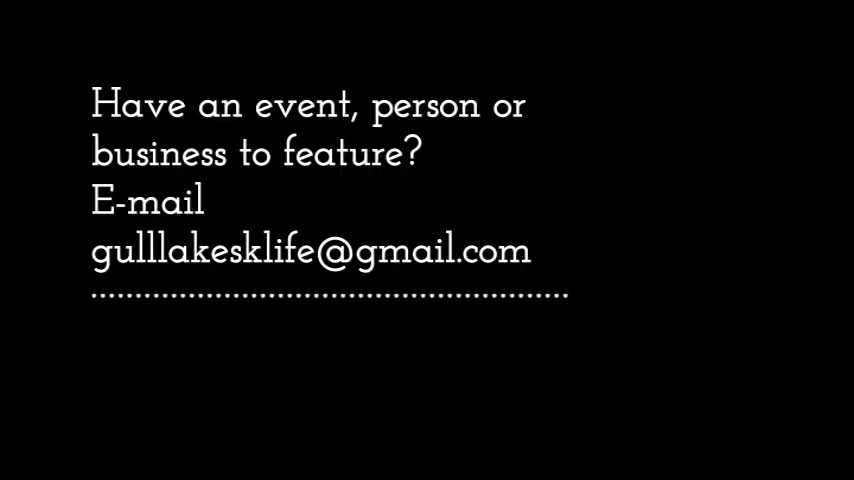 Have an event, person or
business to feature?
E-mail
gulllakesklife@gmail.com
......................................................